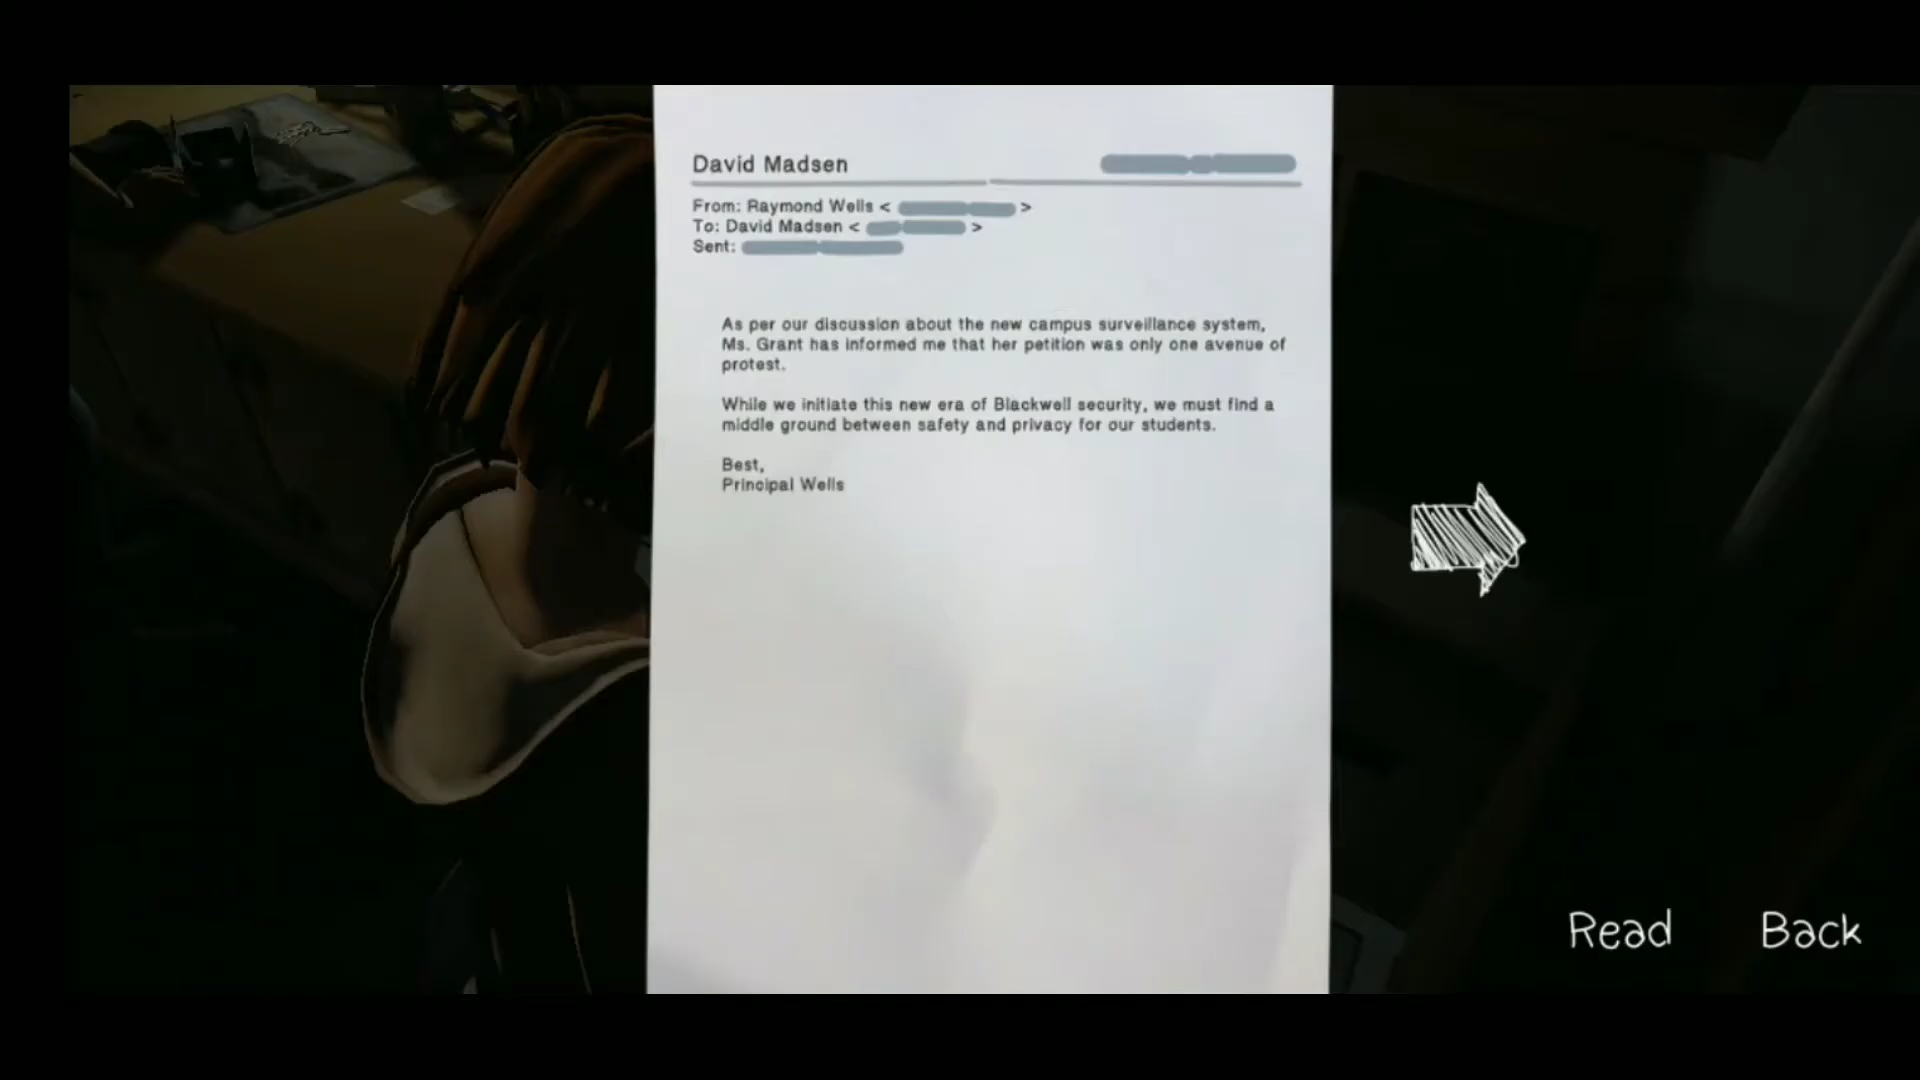 David Madsen
From: Raymond Wells < >
To: David Madsen < >
Sent:
As per our discussion about the new campus surveillance system,
Ms. Grant has informed me that her petition was only one avenue of
protest.
While we initiate this new era of Blackwell security, we must find a
middle ground between safety and privacy for our students.
Best,
Principal Wells
Read
Back